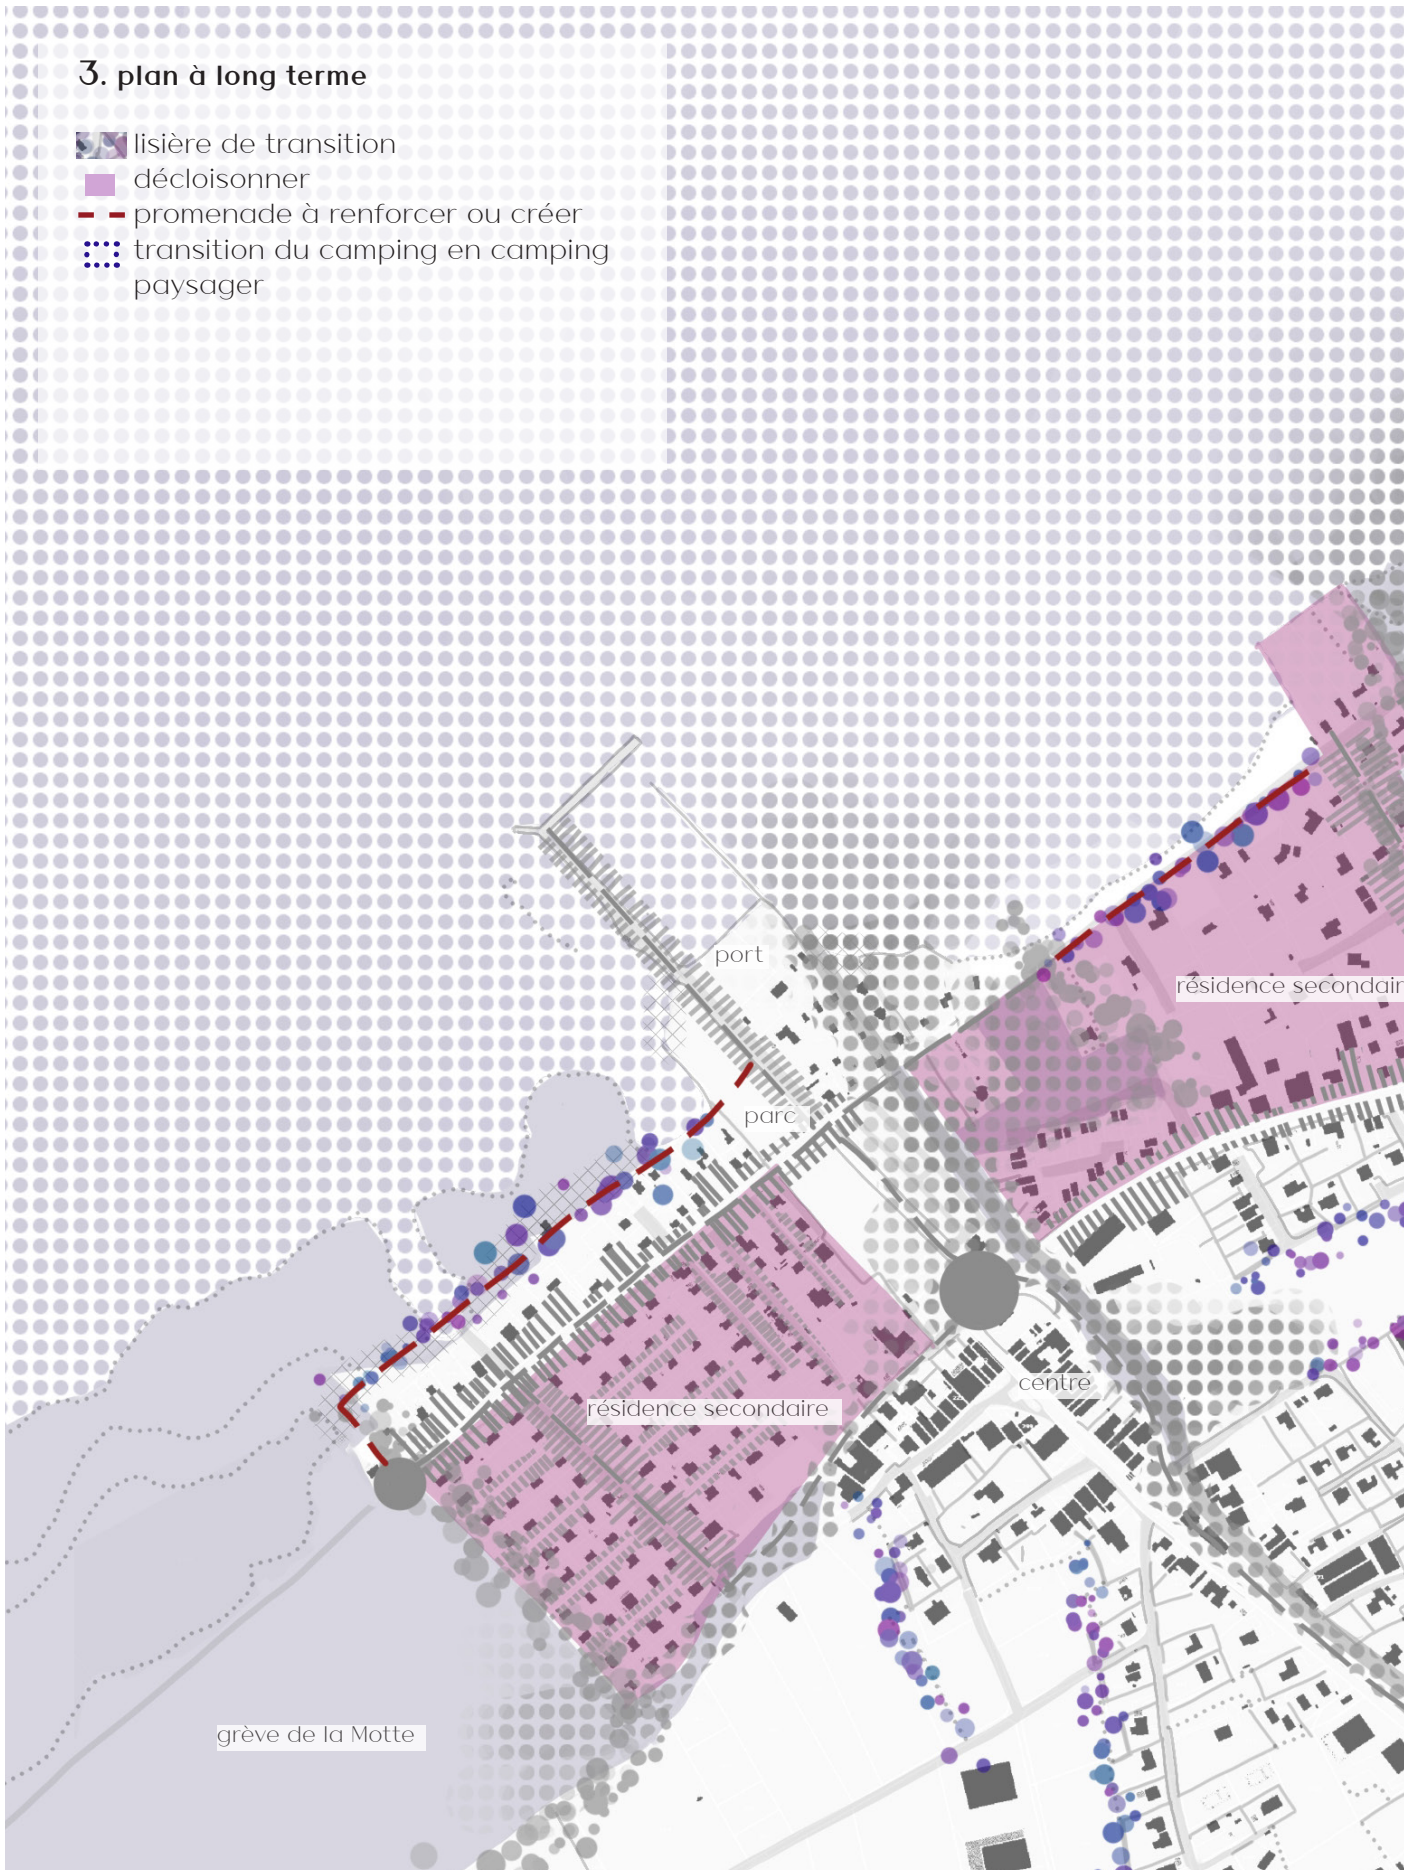 3. plan à long terme
lisière de transition
décloisonner
promenade à renforcer ou créer
transition du camping en camping
paysager
port
résidence secondair
parc
centre
résidence secondaire
grève de la Motte